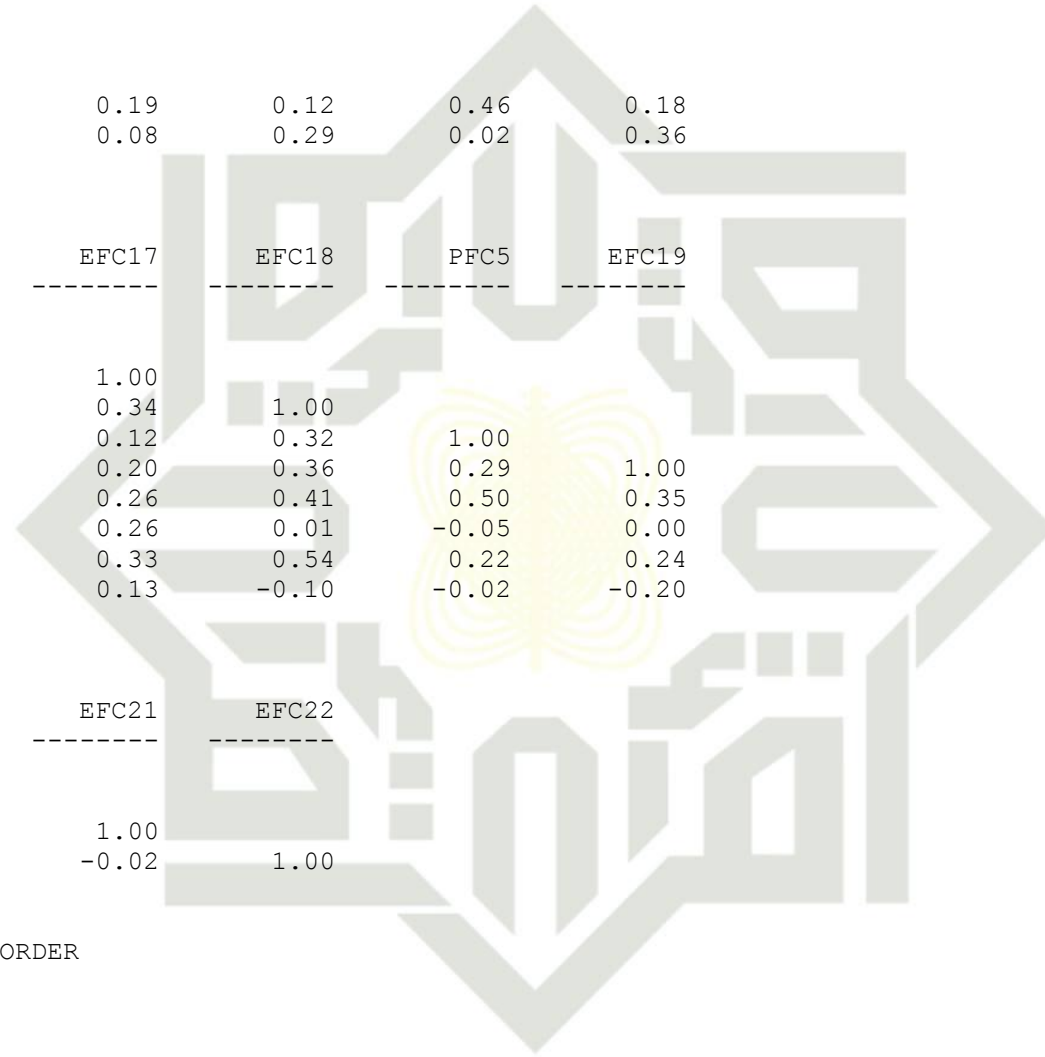 0.19 0.12 0.46 0.18
0.08 0.29 0.02 0.36
EFC17 EFC18 PFC5 EFC19
-------- -------- -------- --------
1.00
0.34 1.00
0.12 0.32 1.00
0.20 0.36 0.29 1.00
0.26 0.41 0.50 0.35
0.26 0.01 -0.05 0.00
0.33 0.54 0.22 0.24
0.13 -0.10 -0.02 -0.20
EFC21 EFC22
-------- --------
1.00
-0.02 1.00
ORDER